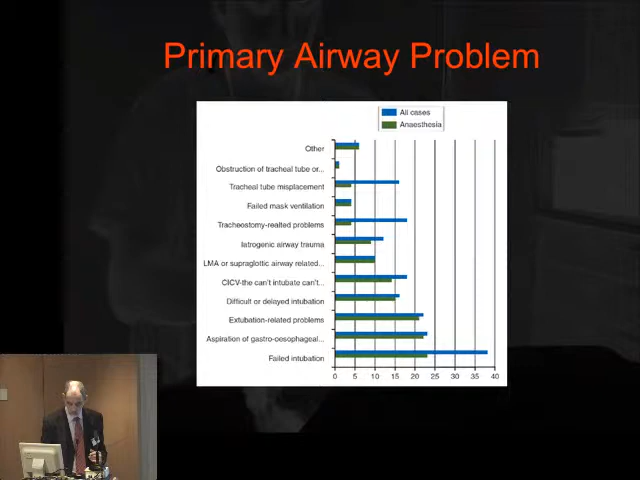 Primary Airway Problem
All cases
Anaesthesia
Other
Obstruction of tracheal tube or...
Tracheal tube misplacement
Failed mask ventilation
Tracheostomy-realted problems
Iatrogenic airway trauma
LMA or supraglottic airway related...
CICV-the can't intubate can't...
Difficult or delayed intubation
Extubation-related problems
Aspiration of gastro-oesophageal...
Failed intubation
0 5 10 15 20 25 30 35 40